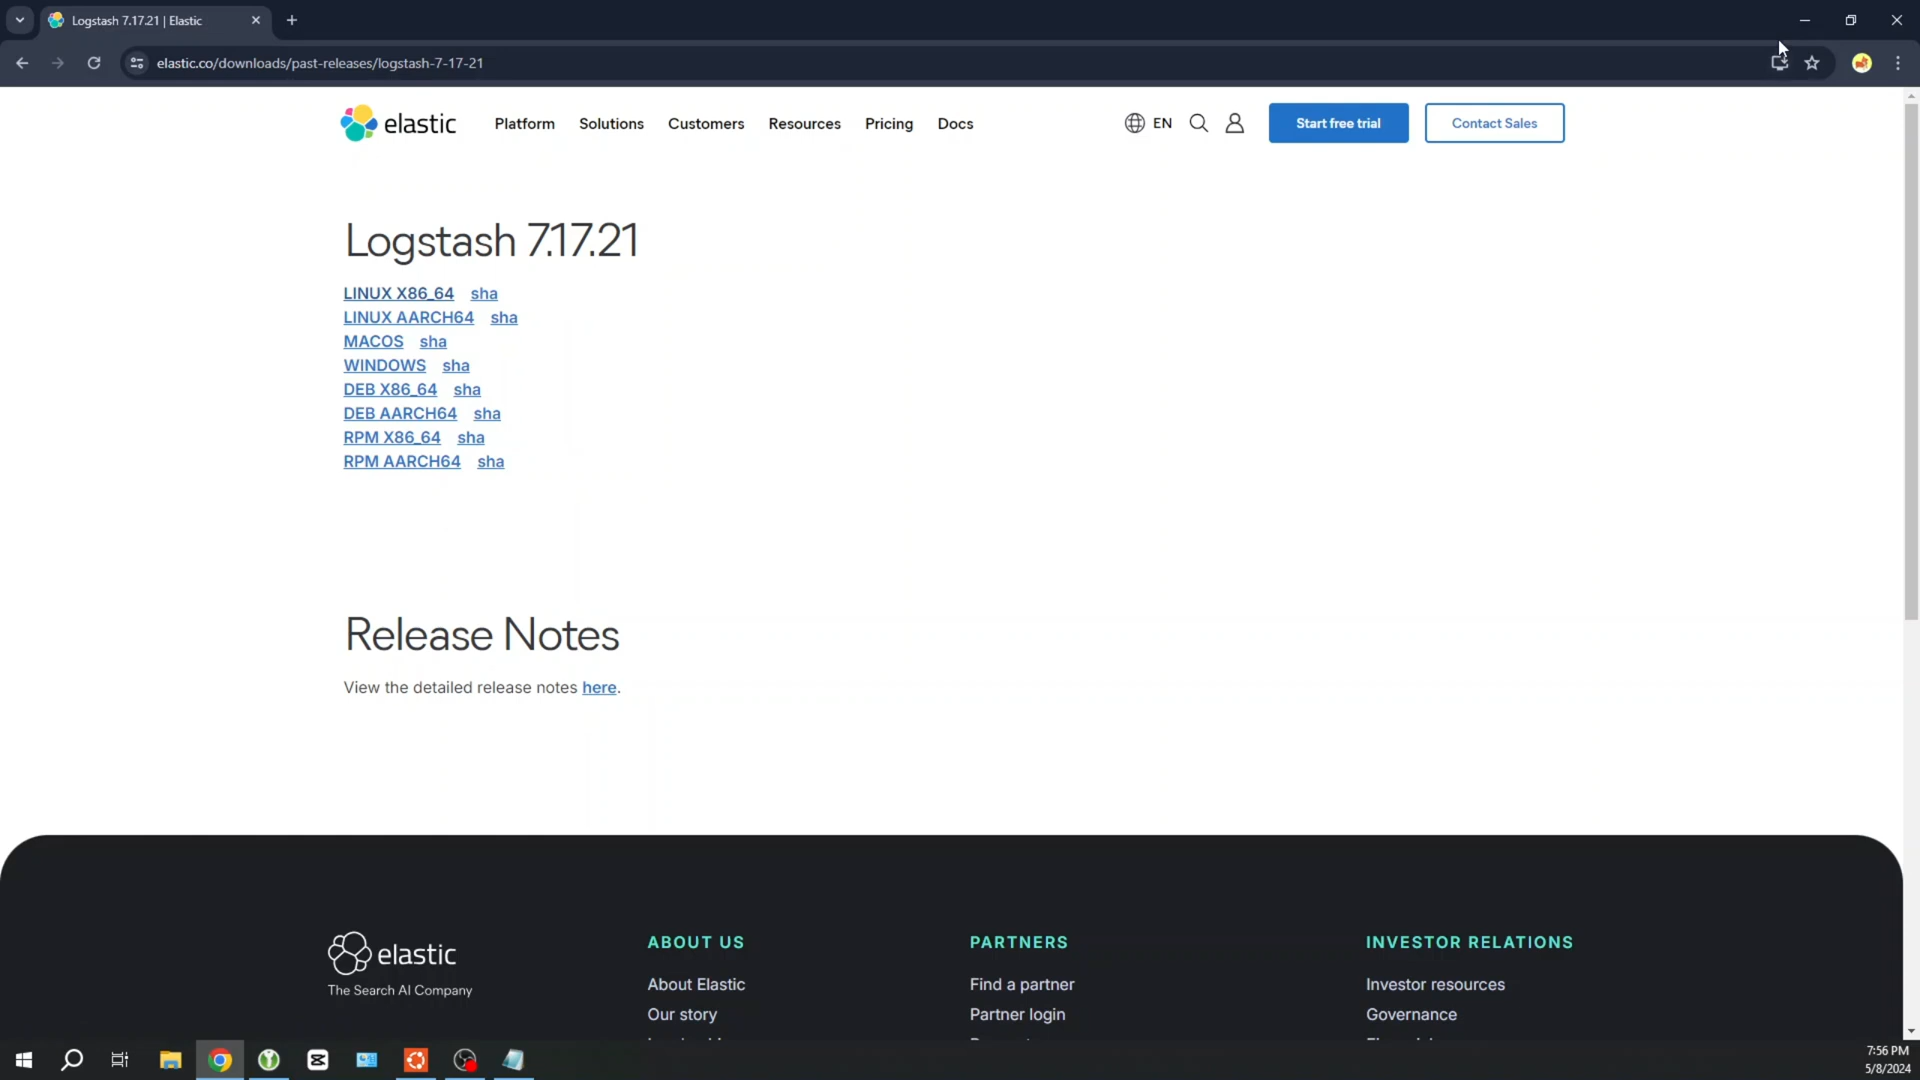 Logstash 7.17.21 | Elastic
elastic.co/downloads/past-releases/logstash-7-17-21
elastic Platform Solutions Customers Resources Pricing Docs EN Start free trial Contact Sales
Logstash 7.17.21
LINUX X86_64 sha
LINUX AARCH64 sha
MACOS sha
WINDOWS sha
DEB X86_64 sha
DEB AARCH64 sha
RPM X86_64 sha
RPM AARCH64 sha
Release Notes
View the detailed release notes here.
elastic
The Search AI Company
ABOUT US
About Elastic
Our story
PARTNERS
Find a partner
Partner login
INVESTOR RELATIONS
Investor resources
Governance
7:56 PM
5/8/2024